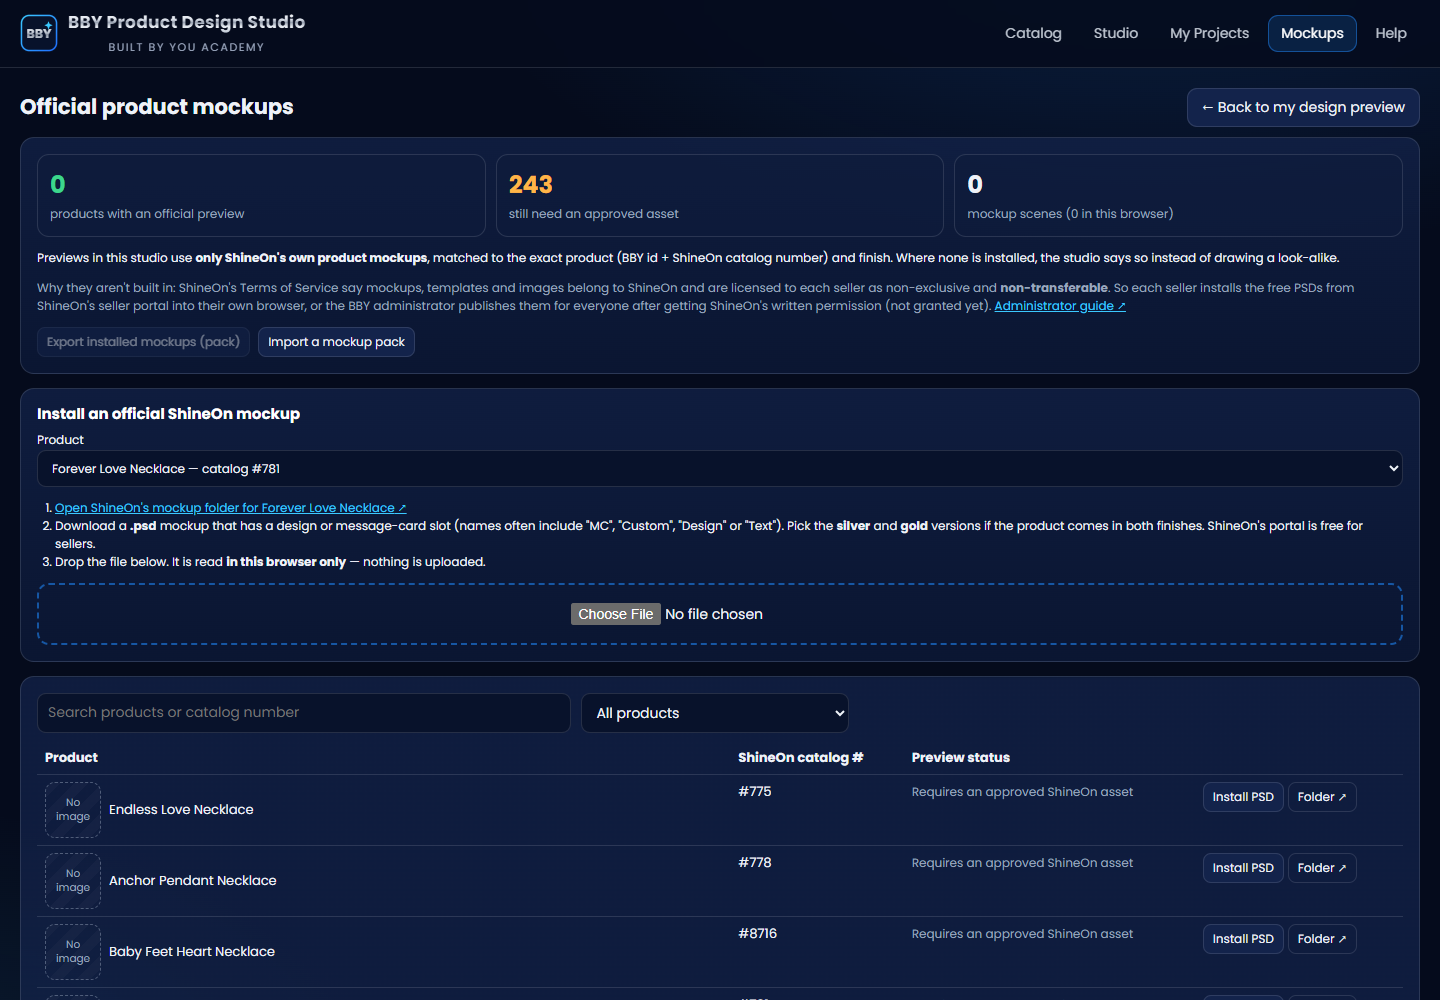 BBY
BBY Product Design Studio
BUILT BY YOU ACADEMY
Catalog
Studio
My Projects
Mockups
Help
Official product mockups
← Back to my design preview
0
products with an official preview
243
still need an approved asset
0
mockup scenes (0 in this browser)
Previews in this studio use only ShineOn's own product mockups, matched to the exact product (BBY id + ShineOn catalog number) and finish. Where none is installed, the studio says so instead of drawing a look-alike.
Why they aren't built in: ShineOn's Terms of Service say mockups, templates and images belong to ShineOn and are licensed to each seller as non-exclusive and non-transferable. So each seller installs the free PSDs from
ShineOn's seller portal into their own browser, or the BBY administrator publishes them for everyone after getting ShineOn's written permission (not granted yet). Administrator guide ↗
Export installed mockups (pack)
Import a mockup pack
Install an official ShineOn mockup
Product
Forever Love Necklace — catalog #781
1. Open ShineOn's mockup folder for Forever Love Necklace ↗
2. Download a .psd mockup that has a design or message-card slot (names often include "MC", "Custom", "Design" or "Text"). Pick the silver and gold versions if the product comes in both finishes. ShineOn's portal is free for
sellers.
3. Drop the file below. It is read in this browser only — nothing is uploaded.
Choose File No file chosen
Search products or catalog number
All products
Product
ShineOn catalog #
Preview status
No
image
Endless Love Necklace
#775
Requires an approved ShineOn asset
Install PSD
Folder ↗
No
image
Anchor Pendant Necklace
#778
Requires an approved ShineOn asset
Install PSD
Folder ↗
No
image
Baby Feet Heart Necklace
#8716
Requires an approved ShineOn asset
Install PSD
Folder ↗